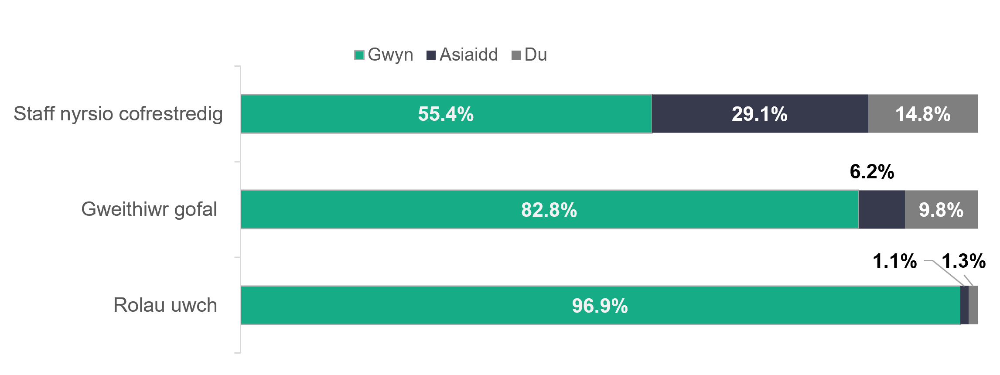 Gwyn Asiaidd Du
Staff nyrsio cofrestredig 55.4% 29.1% 14.8%
6.2%
Gweithiwr gofal 82.8% 9.8%
1.1% 1.3%
Rolau uwch 96.9%